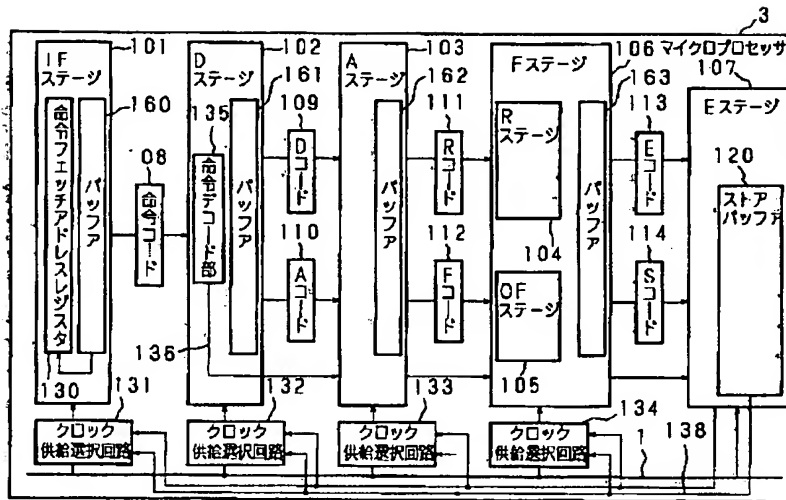 3
101
IF
ステージ
命令フェッチアドレスレジスタ
160
バッファ
130
08
命令コード
102
D
ステージ
161
135
命令デコード部
バッファ
136
109
Dコード
110
Aコード
103
A
ステージ
162
バッファ
111
Rコード
112
Fコード
106
Fステージ
163
R
ステージ
104
OF
ステージ
105
バッファ
113
Eコード
114
Sコード
マイクロプロセッサ
107
Eステージ
120
ストア
バッファ
131
クロック
供給選択回路
132
クロック
供給選択回路
133
クロック
供給選択回路
134
クロック
供給選択回路
1
138